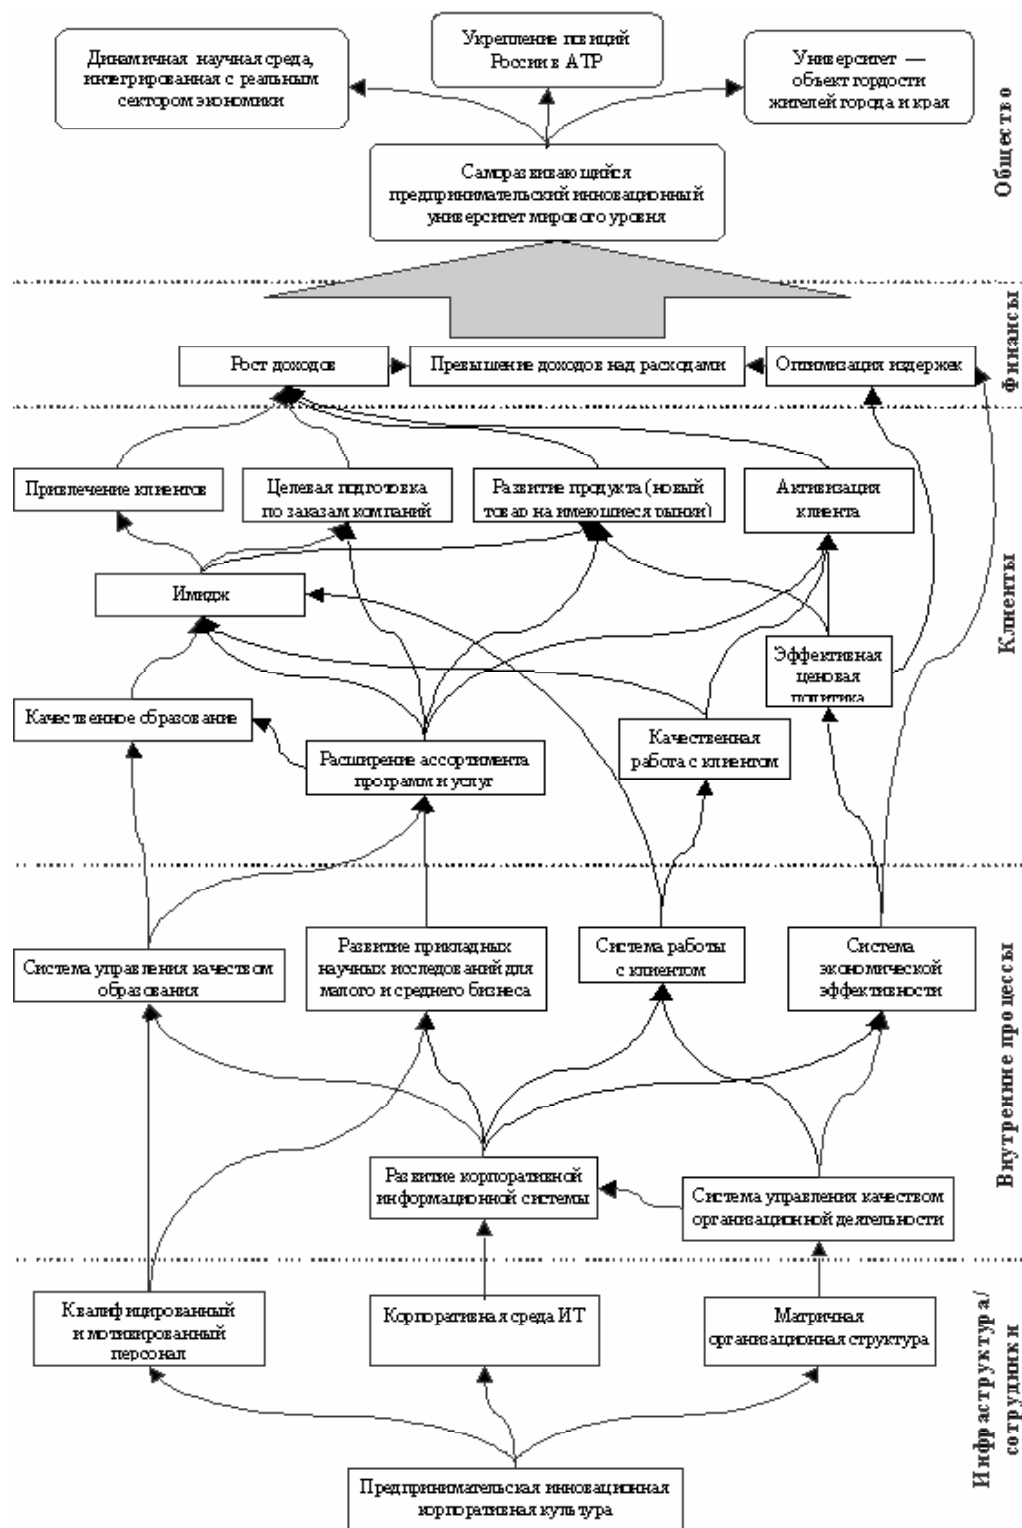 Динамичная научная среда,
интегрированная с реальным
сектором экономики
Укрепление позиций
России в АТР
Университет —
объект гордости
жителей города и края
Саморазвивающийся
предпринимательский инновационный
университет мирового уровня
Общество
Рост доходов
Превышение доходов над расходами
Оптимизация издержек
Финансы
Привлечение клиентов
Целевая подготовка
по заказам компаний
Развитие продукта (новый
товар на имеющиеся рынки)
Активизация
клиента
Имидж
Эффективная
ценовая
политика
Качественное образование
Расширение ассортимента
программ и услуг
Качественная
работа с клиентом
Клиенты
Система управления качеством
образования
Развитие прикладных
научных исследований для
малого и среднего бизнеса
Система работы
с клиентом
Система
экономической
эффективности
Развитие корпоративной
информационной системы
Система управления качеством
организационной деятельности
Внутренние процессы
Квалифицированный
и мотивированный
персонал
Корпоративная среда ИТ
Матричная
организационная структура
Предпринимательская инновационная
корпоративная культура
Инфраструктура/
сотрудники